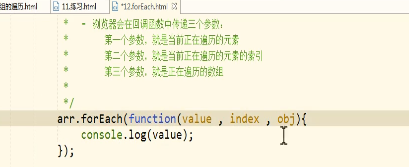 组的遍历.html 11.练习.html *12.forEach.html
* - 浏览器会在回调函数中传递三个参数：
* 第一个参数，就是当前正在遍历的元素
* 第二个参数，就是当前正在遍历的元素的索引
* 第三个参数，就是正在遍历的数组
*
*/
arr.forEach(function(value , index , obj){
console.log(value);
});